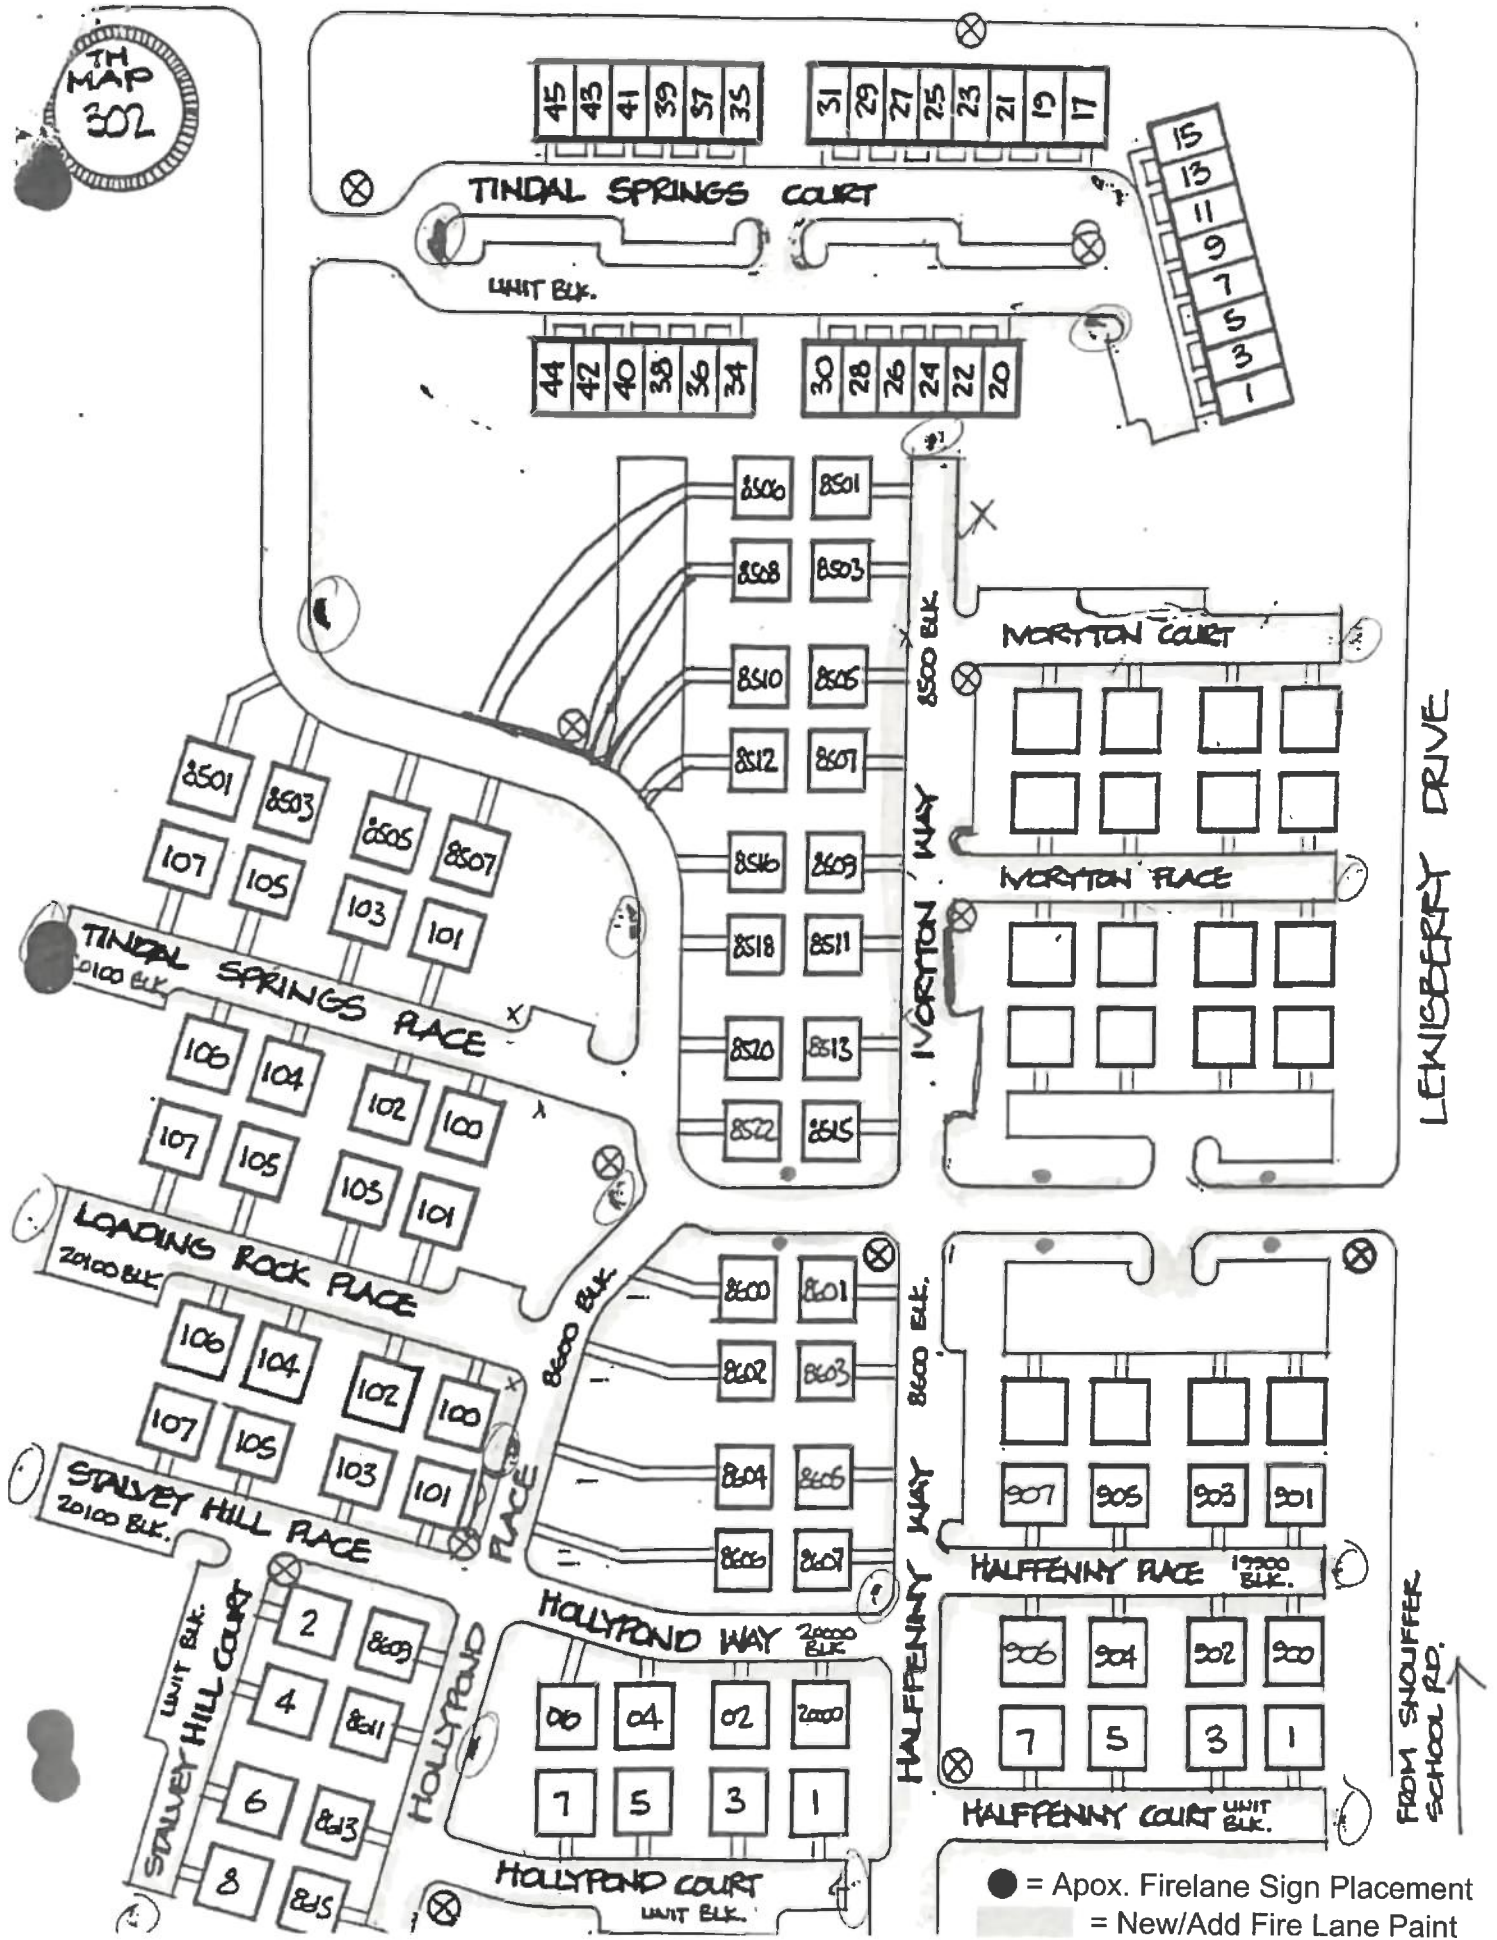 TH
MAP
302
45 43 41 39 37 35
31 29 27 25 23 21 19 17
15
13
11
9
7
5
3
1
TINDAL SPRINGS COURT
UNIT BLK.
44 42 40 38 36 34
30 28 26 24 22 20
8506 8501
8508 8503
8510 8505
8512 8507
8516 8509
8518 8511
8520 8513
8522 8515
8500 BLK.
IVORYTON WAY
IVORYTON COURT
IVORYTON PLACE
LEWISBERRY DRIVE
8501 8503 8505 8507
107 105 103 101
TINDAL SPRINGS PLACE
20100 BLK
106 104 102 100
107 105 103 101
LOADING ROCK PLACE
20100 BLK
106 104 102 100
107 105 103 101
STALVEY HILL PLACE
20100 BLK.
8600 BLK.
PLACE
HOLLYPOND
8600 8601
8602 8603
8604 8605
8606 8607
8600 BLK.
HALFPENNY WAY
907 905 903 901
HALFPENNY PLACE 19900
BLK.
906 904 902 900
7 5 3 1
HALFPENNY COURT UNIT
BLK.
HOLLYPOND WAY 20000
BLK
06 04 02 20000
7 5 3 1
HOLLYPOND COURT
UNIT BLK.
UNIT BLK.
STALVEY HILL COURT
2 8609
4 8611
6 8613
8 8615
FROM SNOUFFER
SCHOOL RD.
= Apox. Firelane Sign Placement
= New/Add Fire Lane Paint